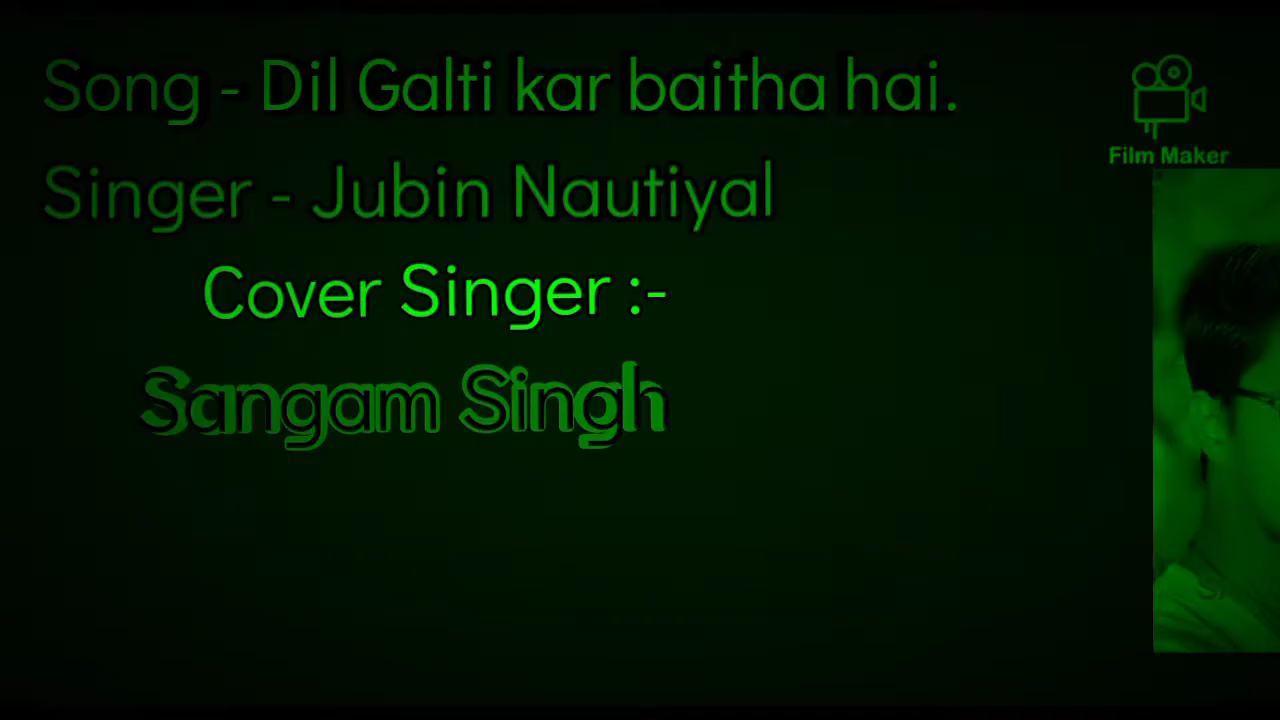 Song - Dil Galti kar baitha hai.
Film Maker
Singer - Jubin Nautiyal
Cover Singer :-
Sangam Singh